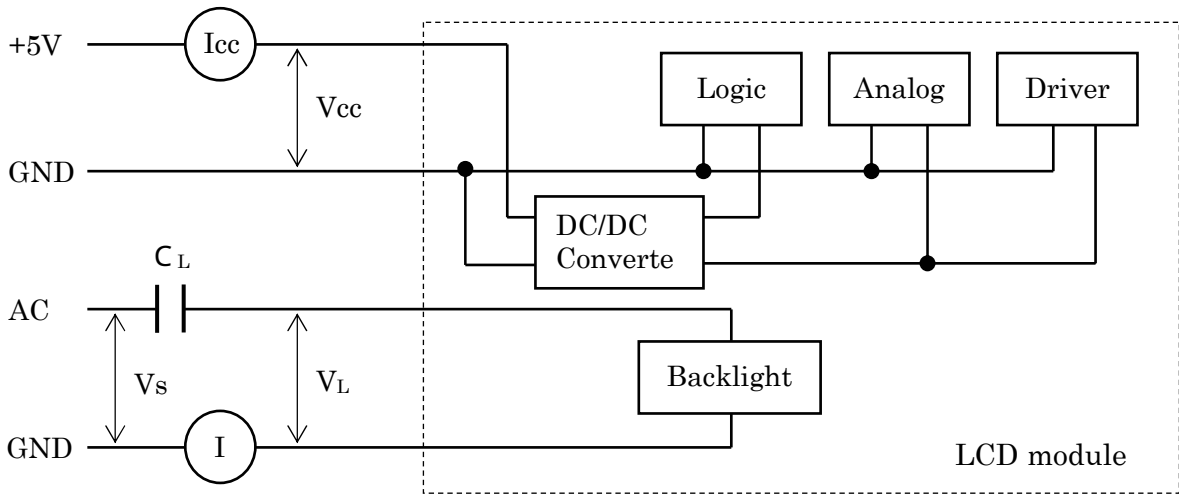 +5V
Icc
Vcc
GND
Logic
Analog
Driver
DC/DC
Converte
CL
AC
Vs
VL
Backlight
GND
I
LCD module